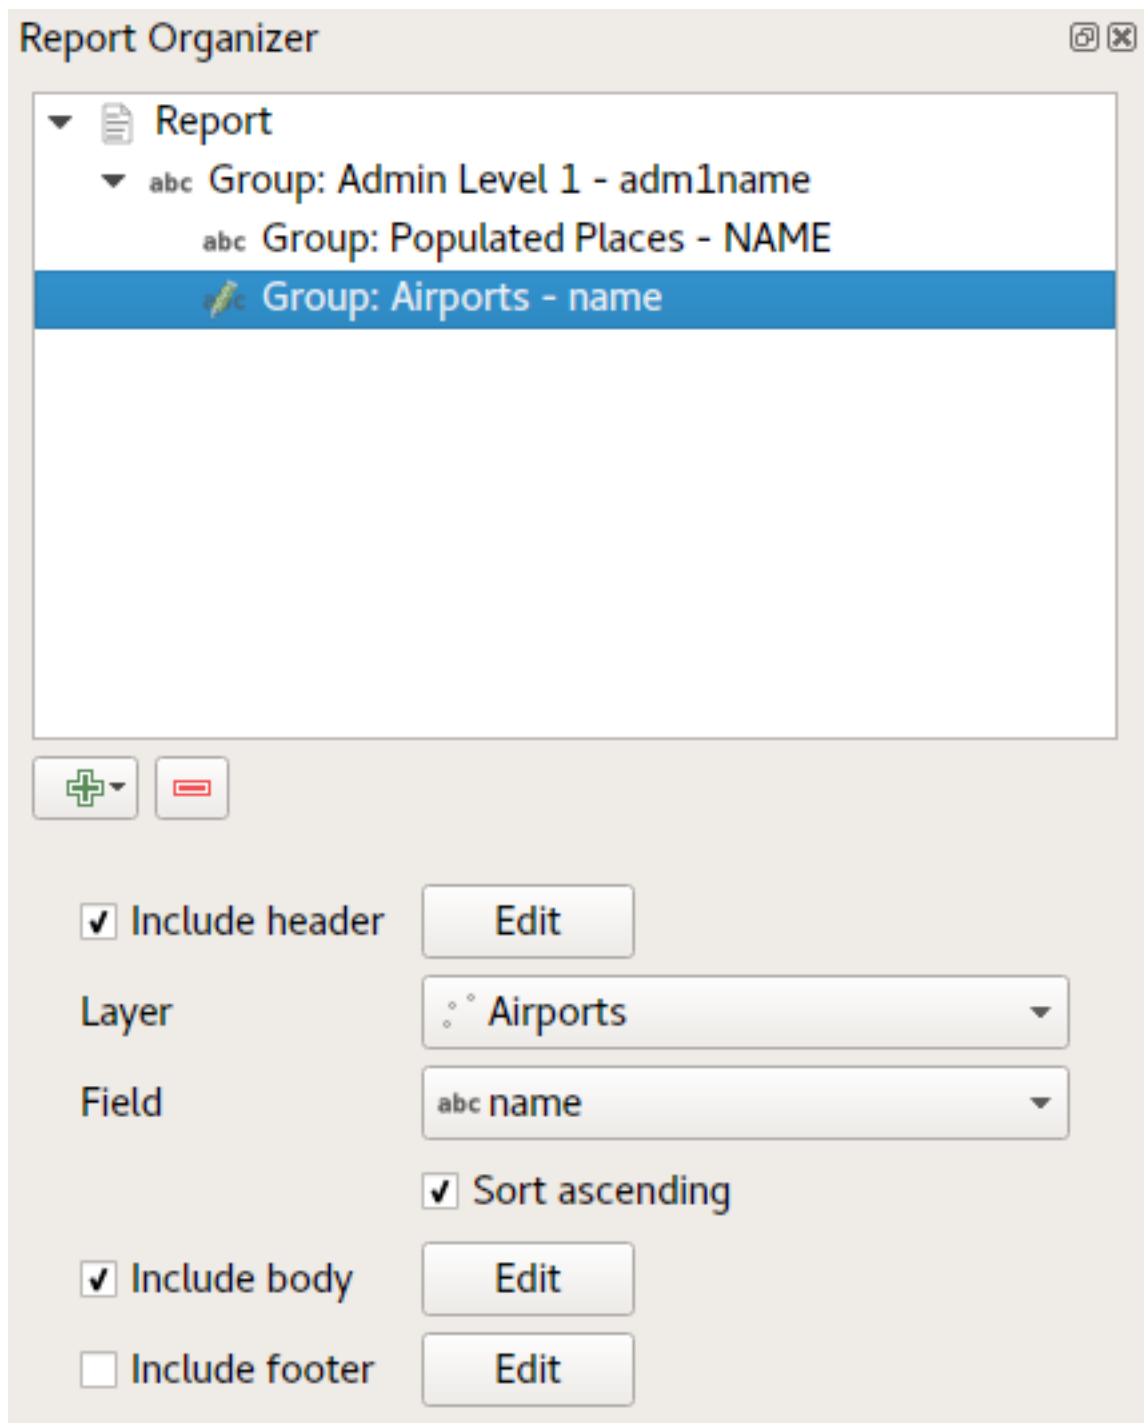 Report Organizer
Report
abc Group: Admin Level 1 - adm1name
abc Group: Populated Places - NAME
Group: Airports - name
Include header Edit
Layer Airports
Field abc name
Sort ascending
Include body Edit
Include footer Edit